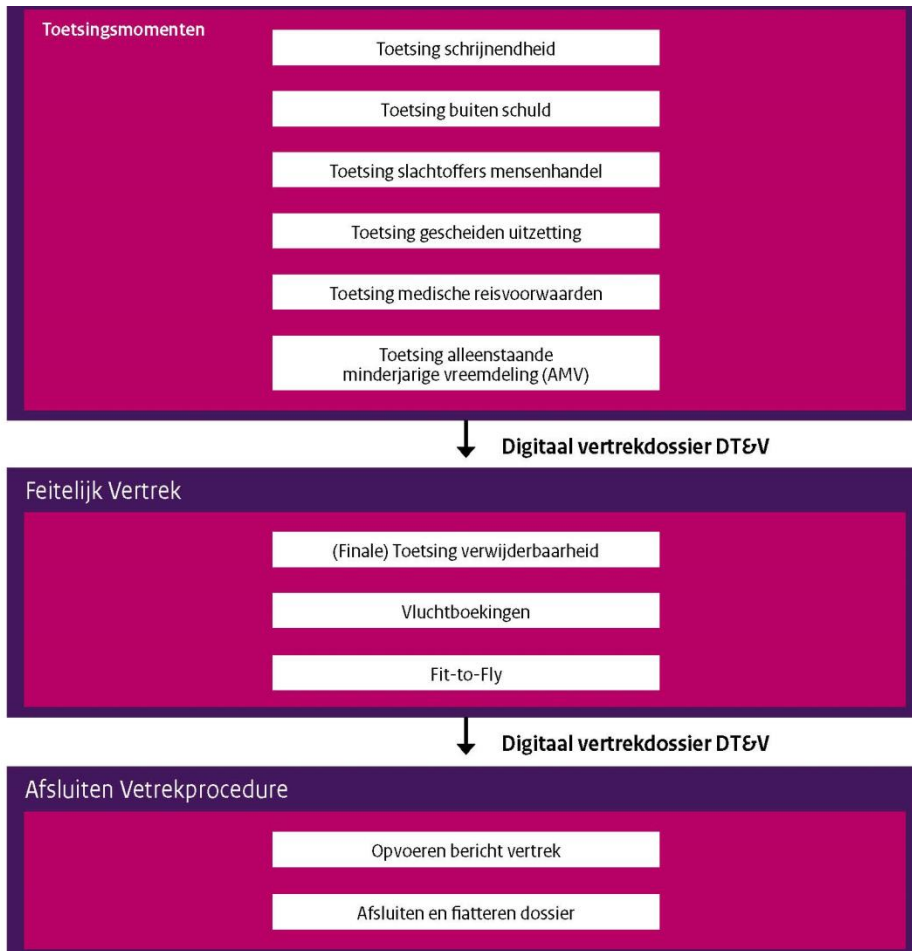 Toetsingsmomenten
Toetsing schrijnendheid
Toetsing buiten schuld
Toetsing slachtoffers mensenhandel
Toetsing gescheiden uitzetting
Toetsing medische reisvoorwaarden
Toetsing alleenstaande
minderjarige vreemdeling (AMV)
Digitaal vertrekdossier DT&V
Feitelijk Vertrek
(Finale) Toetsing verwijderbaarheid
Vluchtboekingen
Fit-to-Fly
Digitaal vertrekdossier DT&V
Afsluiten Vetrekprocedure
Opvoeren bericht vertrek
Afsluiten en fiatteren dossier